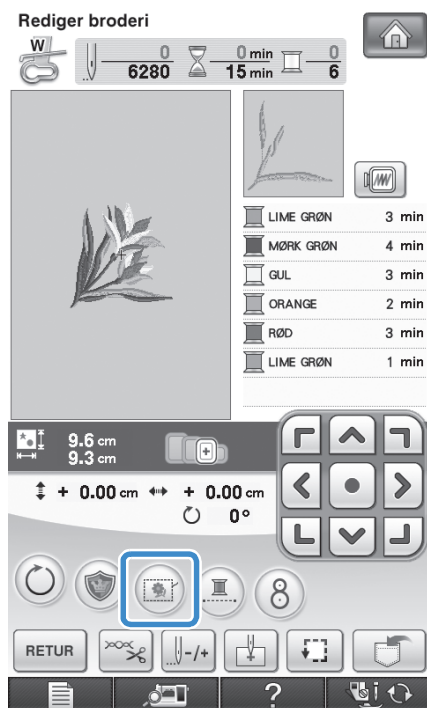 Rediger broderi
W
0
6280
0 min
15 min
0
6
LIME GRØN 3 min
MØRK GRØN 4 min
GUL 3 min
ORANGE 2 min
RØD 3 min
LIME GRØN 1 min
9.6 cm
9.3 cm
+ 0.00 cm + 0.00 cm
0°
RETUR -/+
?